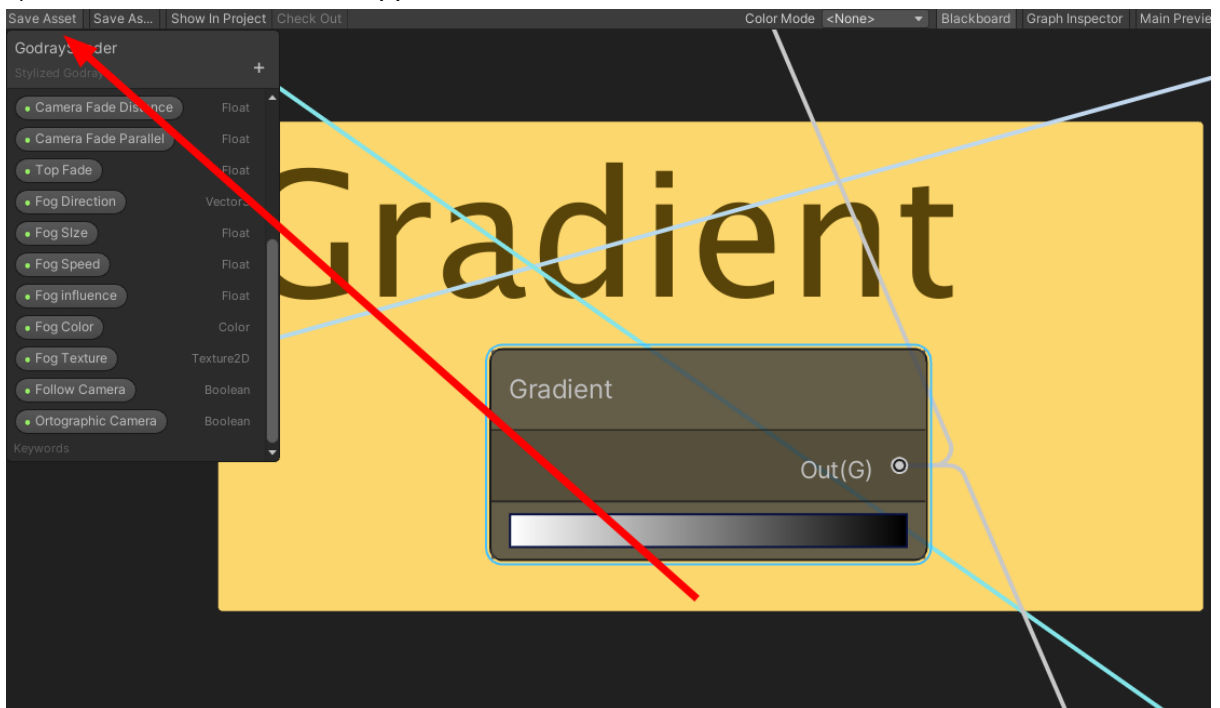 Save Asset Save As... Show In Project Check Out Color Mode <None> Blackboard Graph Inspector Main
Stylized
Camera Fade Distance Float
Camera Fade Parallel Float
Top Fade Float
Fog Direction
Fog SIze Float
Fog Speed Float
Fog influence Float
Fog Color Color
Fog Texture Texture2D
Follow Camera Boolean
Ortographic Camera Boolean
Keywords
Gradient
Gradient
Out(G)